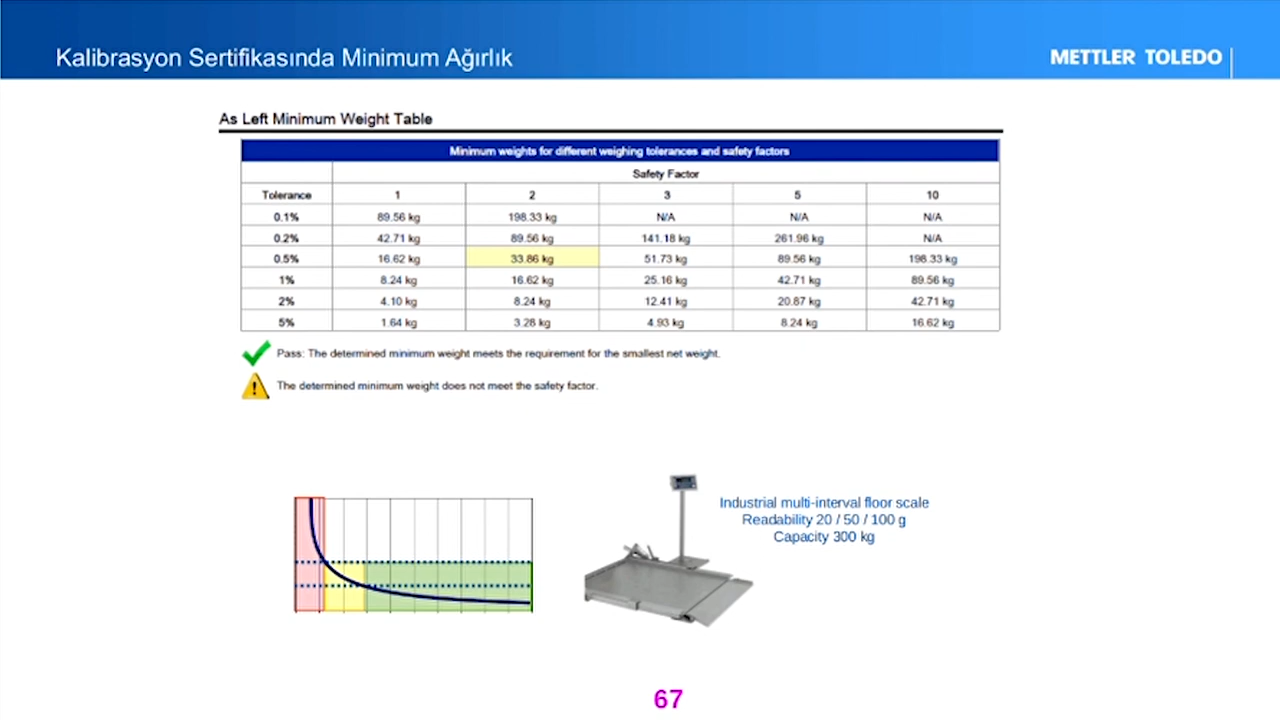 Kalibrasyon Sertifikasında Minimum Ağırlık
METTLER TOLEDO
As Left Minimum Weight Table
Minimum weights for different weighing tolerances and safety factors
Safety Factor
Tolerance 1 2 3 5 10
0.1% 89.56 kg 198.33 kg N/A N/A N/A
0.2% 42.71 kg 89.56 kg 141.18 kg 261.96 kg N/A
0.5% 16.62 kg 33.86 kg 51.73 kg 89.56 kg 198.33 kg
1% 8.24 kg 16.62 kg 25.16 kg 42.71 kg 89.56 kg
2% 4.10 kg 8.24 kg 12.41 kg 20.87 kg 42.71 kg
5% 1.64 kg 3.28 kg 4.93 kg 8.24 kg 16.62 kg
Pass: The determined minimum weight meets the requirement for the smallest net weight.
The determined minimum weight does not meet the safety factor.
Industrial multi-interval floor scale
Readability 20 / 50 / 100 g
Capacity 300 kg
67